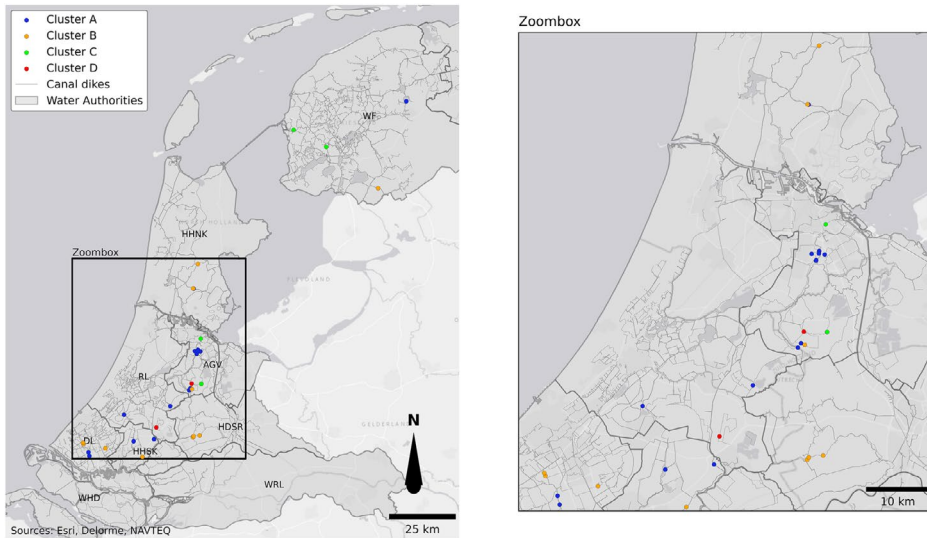 Cluster A
Cluster B
Cluster C
Cluster D
Canal dikes
Water Authorities
WF
HHNK
Zoombox
FLEVOLAND
RL
AGV
GELDERLAND
N
DL
HDSR
HHSK
WRL
WHD
25 km
Sources: Esri, Delorme, NAVTEQ
Zoombox
10 km